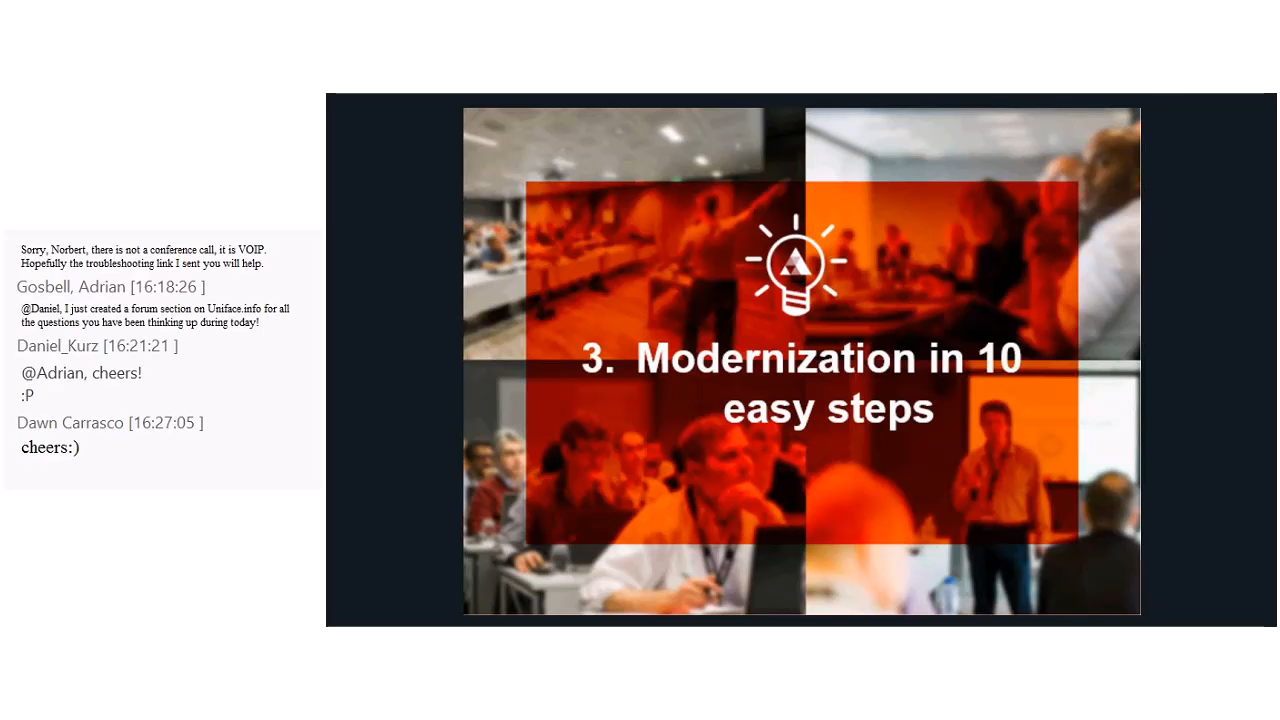 Sorry, Norbert, there is not a conference call, it is VOIP.
Hopefully the troubleshooting link I sent you will help.
Gosbell, Adrian [16:18:26 ]
@Daniel, I just created a forum section on Uniface.info for all
the questions you have been thinking up during today!
Daniel_Kurz [16:21:21 ]
@Adrian, cheers!
:P
Dawn Carrasco [16:27:05 ]
cheers:)
3. Modernization in 10
easy steps